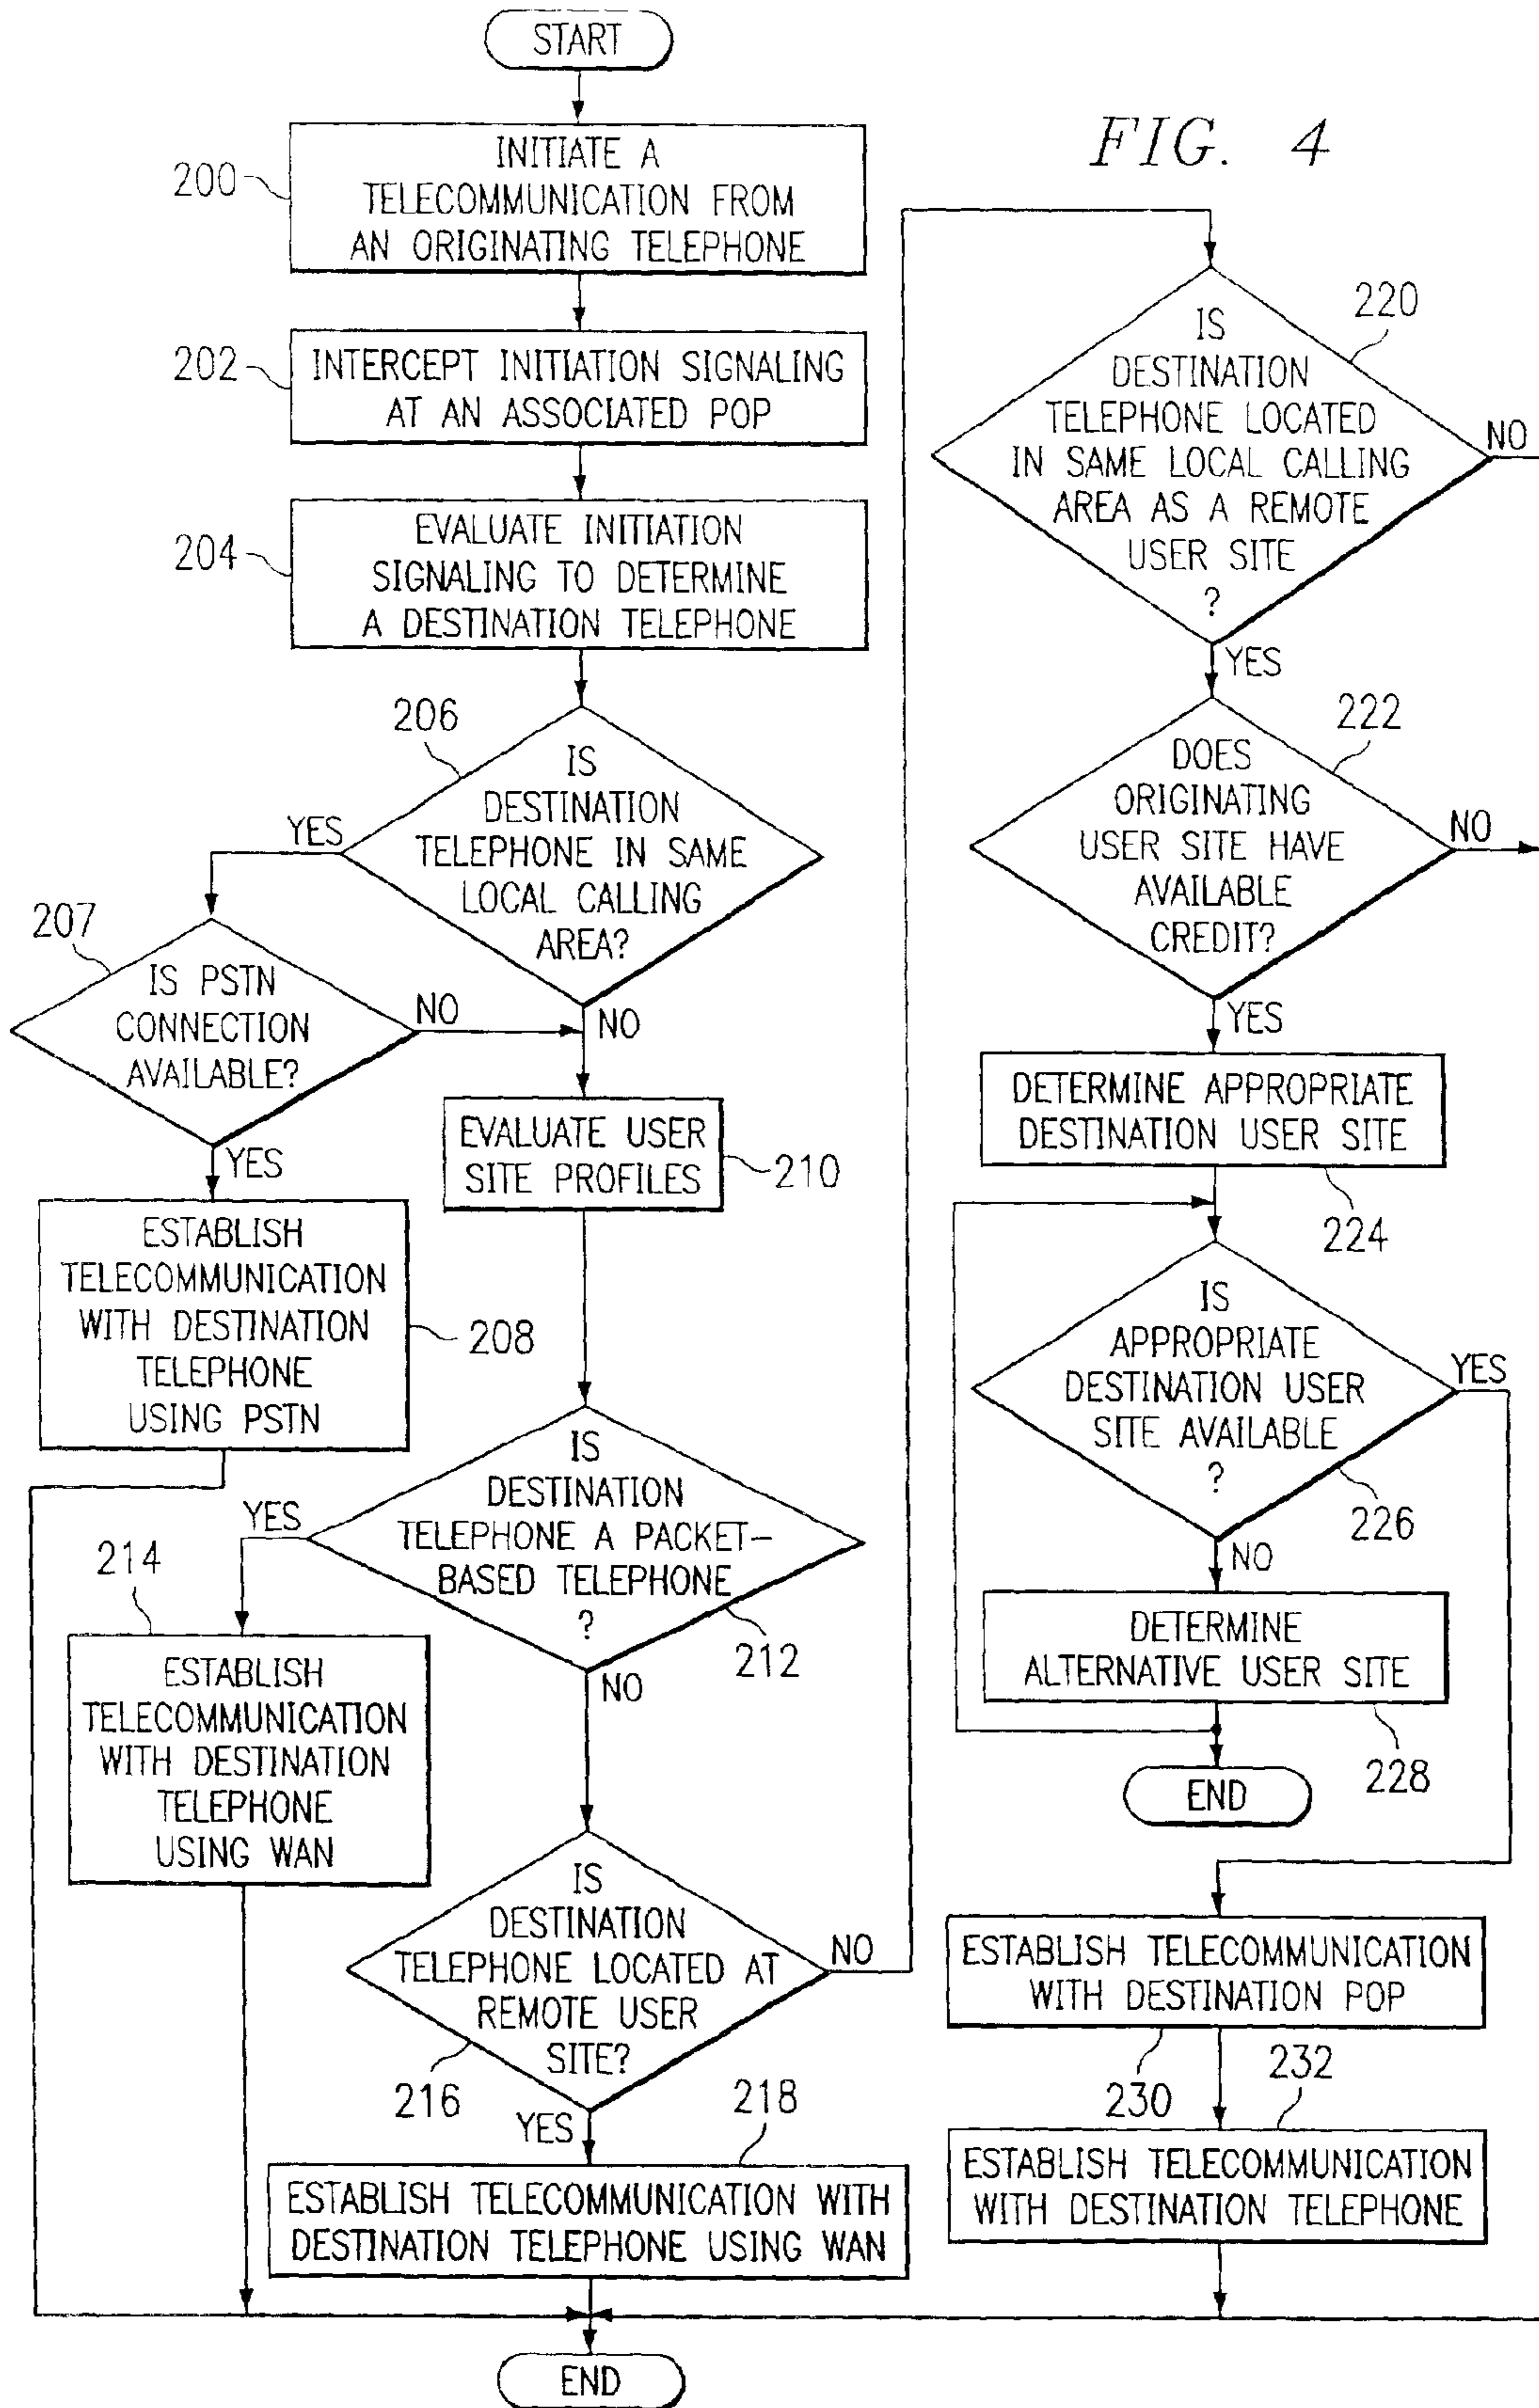 START
FIG. 4
200
INITIATE A
TELECOMMUNICATION FROM
AN ORIGINATING TELEPHONE
202
INTERCEPT INITIATION SIGNALING
AT AN ASSOCIATED POP
204
EVALUATE INITIATION
SIGNALING TO DETERMINE
A DESTINATION TELEPHONE
206
IS
DESTINATION
TELEPHONE IN SAME
LOCAL CALLING
AREA?
YES
NO
207
IS PSTN
CONNECTION
AVAILABLE?
NO
YES
ESTABLISH
TELECOMMUNICATION
WITH DESTINATION
TELEPHONE
USING PSTN
208
EVALUATE USER
SITE PROFILES
210
IS
DESTINATION
TELEPHONE A PACKET–
BASED TELEPHONE
?
212
YES
NO
214
ESTABLISH
TELECOMMUNICATION
WITH DESTINATION
TELEPHONE
USING WAN
IS
DESTINATION
TELEPHONE LOCATED AT
REMOTE USER
SITE?
216
NO
YES
218
ESTABLISH TELECOMMUNICATION WITH
DESTINATION TELEPHONE USING WAN
END
220
IS
DESTINATION
TELEPHONE LOCATED
IN SAME LOCAL CALLING
AREA AS A REMOTE
USER SITE
?
NO
YES
222
DOES
ORIGINATING
USER SITE HAVE
AVAILABLE
CREDIT?
NO
YES
DETERMINE APPROPRIATE
DESTINATION USER SITE
224
IS
APPROPRIATE
DESTINATION USER
SITE AVAILABLE
?
226
YES
NO
DETERMINE
ALTERNATIVE USER SITE
228
END
ESTABLISH TELECOMMUNICATION
WITH DESTINATION POP
230
232
ESTABLISH TELECOMMUNICATION
WITH DESTINATION TELEPHONE